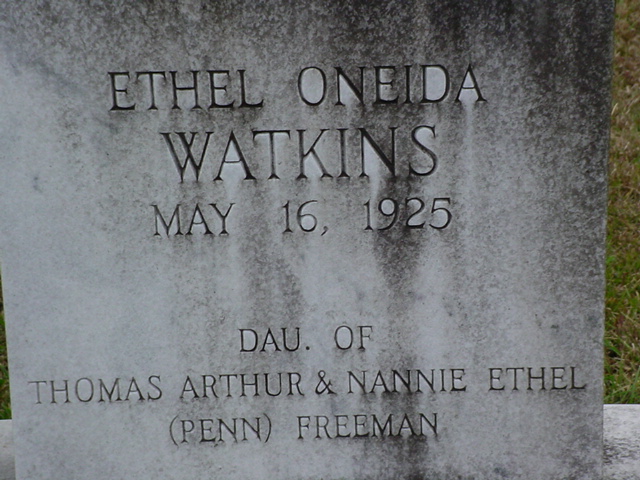 ETHEL ONEIDA
WATKINS
MAY 16, 1925
DAU. OF
THOMAS ARTHUR & NANNIE ETHEL
(PENN) FREEMAN